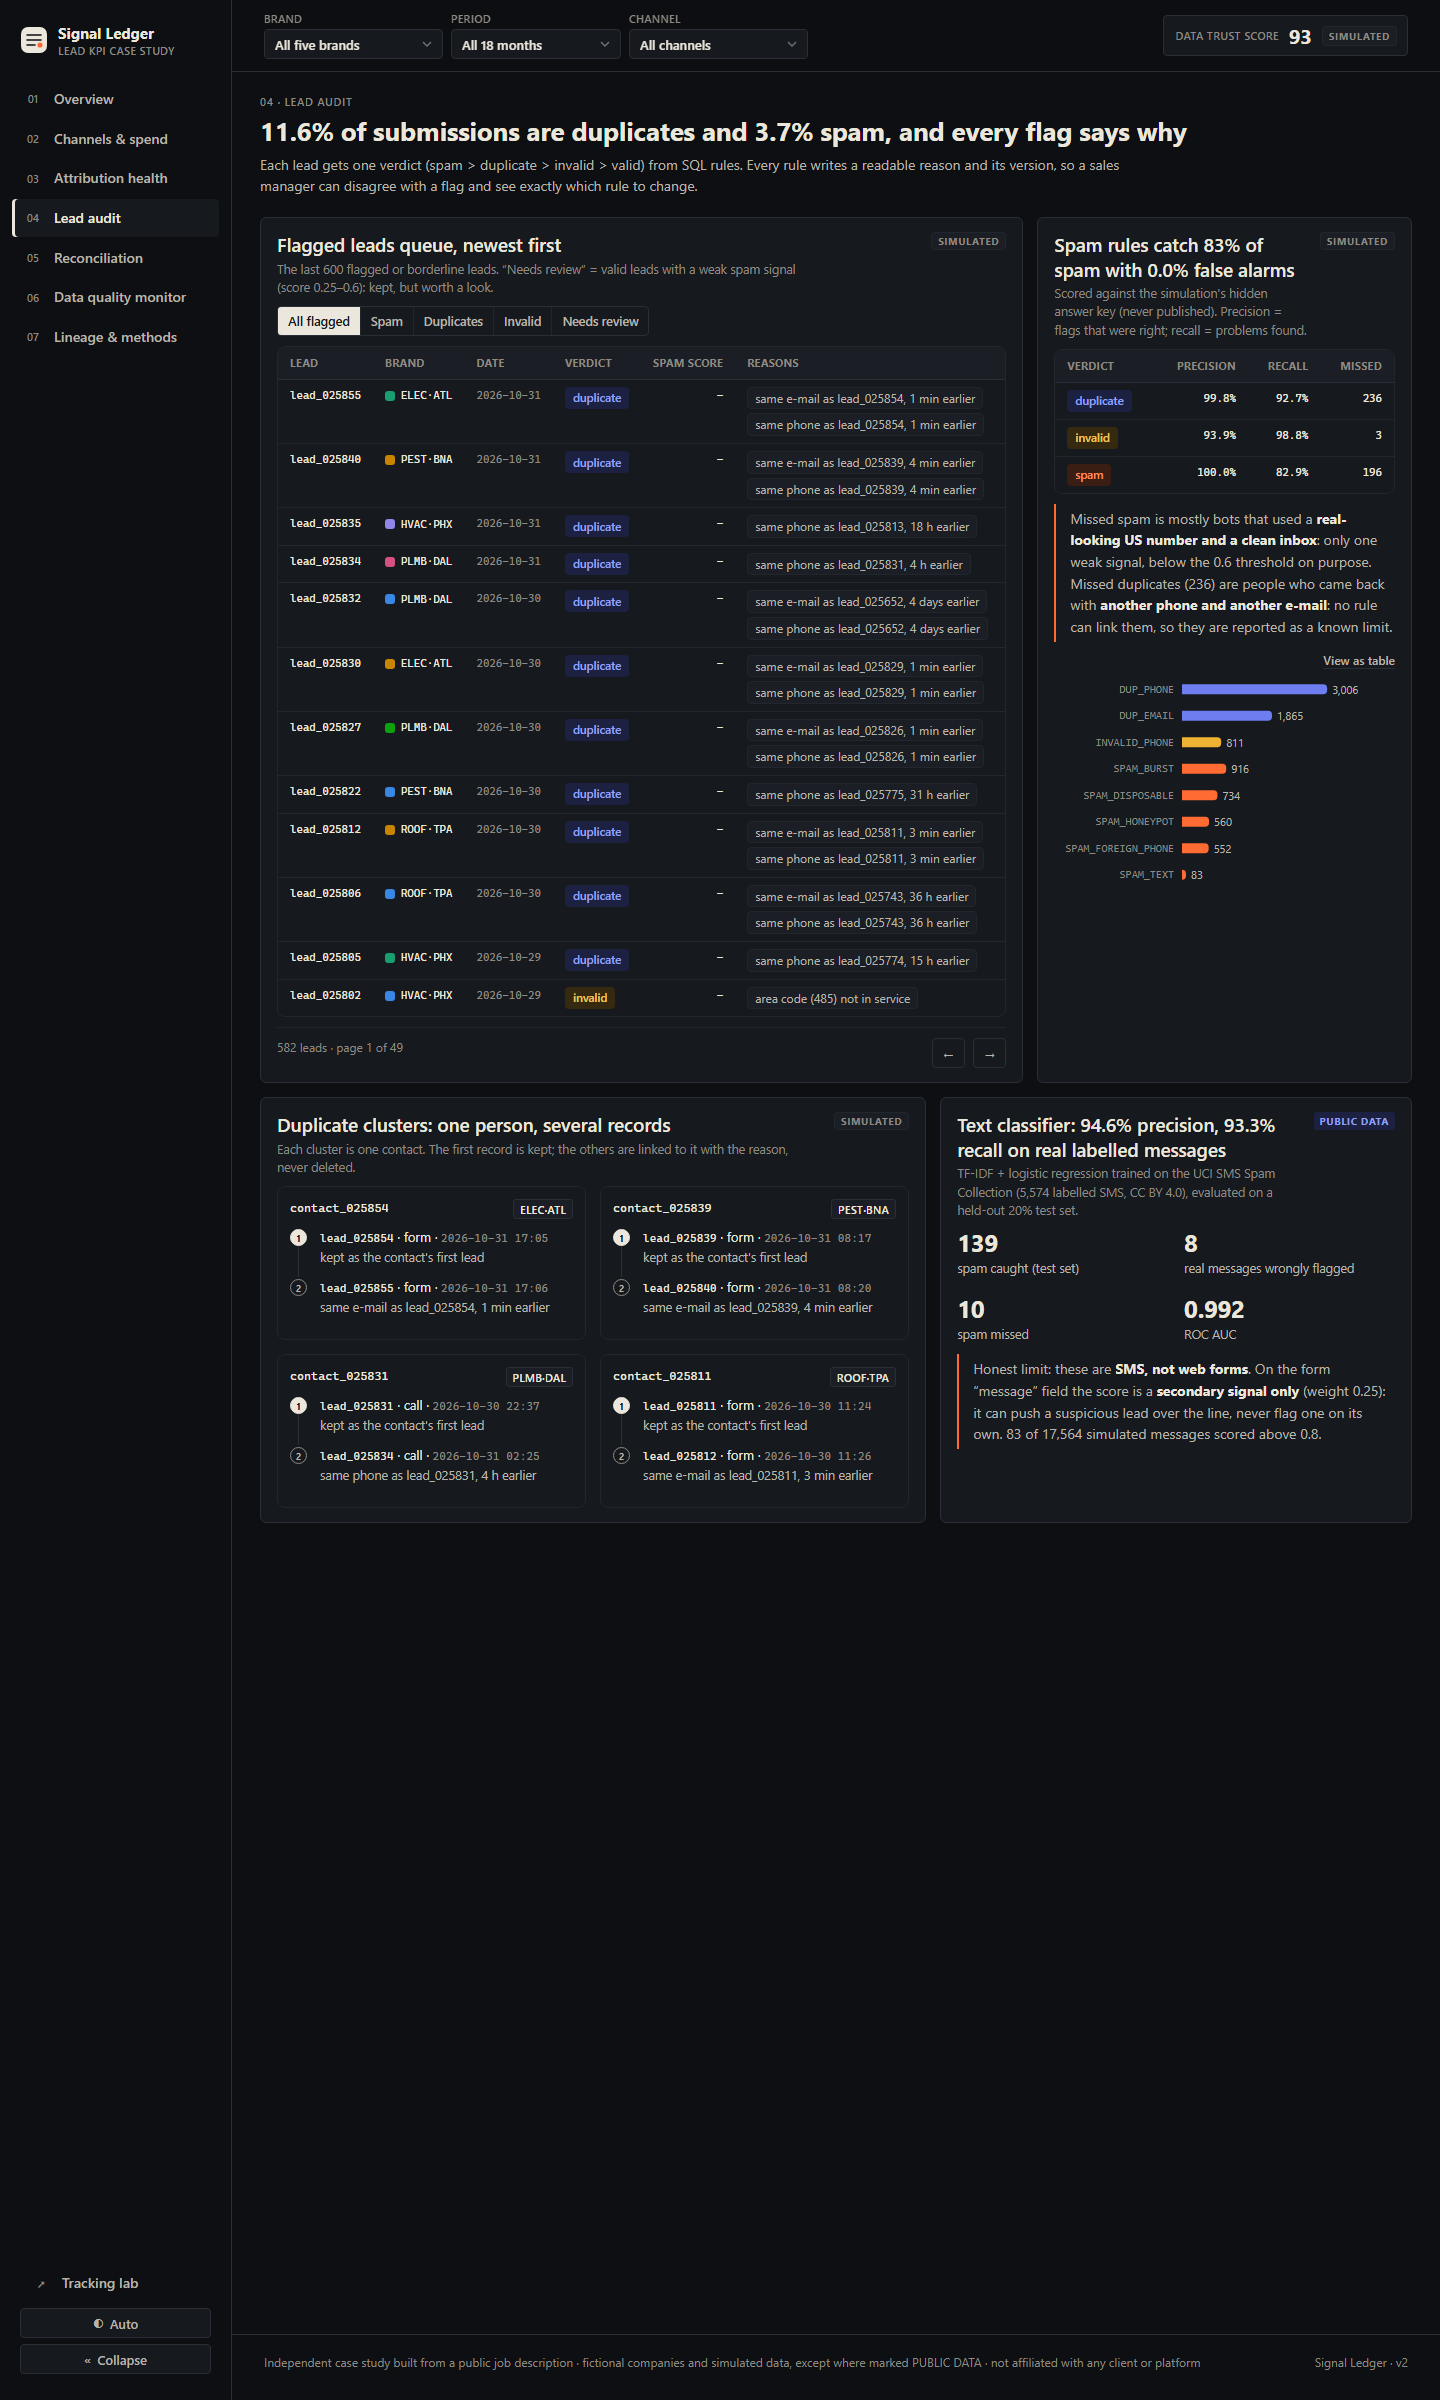 Signal Ledger
LEAD KPI CASE STUDY
01 Overview
02 Channels & spend
03 Attribution health
04 Lead audit
05 Reconciliation
06 Data quality monitor
07 Lineage & methods
BRAND PERIOD CHANNEL
All five brands All 18 months All channels
DATA TRUST SCORE 93 SIMULATED
04 · LEAD AUDIT
11.6% of submissions are duplicates and 3.7% spam, and every flag says why
Each lead gets one verdict (spam > duplicate > invalid > valid) from SQL rules. Every rule writes a readable reason and its version, so a sales
manager can disagree with a flag and see exactly which rule to change.
Flagged leads queue, newest first SIMULATED
The last 600 flagged or borderline leads. "Needs review" = valid leads with a weak spam signal
(score 0.25–0.6): kept, but worth a look.
All flagged Spam Duplicates Invalid Needs review
LEAD BRAND DATE VERDICT SPAM SCORE REASONS
lead_025855 ELEC·ATL 2026-10-31 duplicate – same e-mail as lead_025854, 1 min earlier
same phone as lead_025854, 1 min earlier
lead_025840 PEST·BNA 2026-10-31 duplicate – same e-mail as lead_025839, 4 min earlier
same phone as lead_025839, 4 min earlier
lead_025835 HVAC·PHX 2026-10-31 duplicate – same phone as lead_025813, 18 h earlier
lead_025834 PLMB·DAL 2026-10-31 duplicate – same phone as lead_025831, 4 h earlier
lead_025832 PLMB·DAL 2026-10-30 duplicate – same e-mail as lead_025652, 4 days earlier
same phone as lead_025652, 4 days earlier
lead_025830 ELEC·ATL 2026-10-30 duplicate – same e-mail as lead_025829, 1 min earlier
same phone as lead_025829, 1 min earlier
lead_025827 PLMB·DAL 2026-10-30 duplicate – same e-mail as lead_025826, 1 min earlier
same phone as lead_025826, 1 min earlier
lead_025822 PEST·BNA 2026-10-30 duplicate – same phone as lead_025775, 31 h earlier
lead_025812 ROOF·TPA 2026-10-30 duplicate – same e-mail as lead_025811, 3 min earlier
same phone as lead_025811, 3 min earlier
lead_025806 ROOF·TPA 2026-10-30 duplicate – same e-mail as lead_025743, 36 h earlier
same phone as lead_025743, 36 h earlier
lead_025805 HVAC·PHX 2026-10-29 duplicate – same phone as lead_025774, 15 h earlier
lead_025802 HVAC·PHX 2026-10-29 invalid – area code (485) not in service
582 leads · page 1 of 49 ← →
Spam rules catch 83% of SIMULATED
spam with 0.0% false alarms
Scored against the simulation's hidden
answer key (never published). Precision =
flags that were right; recall = problems found.
VERDICT PRECISION RECALL MISSED
duplicate 99.8% 92.7% 236
invalid 93.9% 98.8% 3
spam 100.0% 82.9% 196
Missed spam is mostly bots that used a real-
looking US number and a clean inbox: only one
weak signal, below the 0.6 threshold on purpose.
Missed duplicates (236) are people who came back
with another phone and another e-mail: no rule
can link them, so they are reported as a known limit.
View as table
DUP_PHONE 3,006
DUP_EMAIL 1,865
INVALID_PHONE 811
SPAM_BURST 916
SPAM_DISPOSABLE 734
SPAM_HONEYPOT 560
SPAM_FOREIGN_PHONE 552
SPAM_TEXT 83
Duplicate clusters: one person, several records SIMULATED
Each cluster is one contact. The first record is kept; the others are linked to it with the reason,
never deleted.
contact_025854 ELEC·ATL
1 lead_025854 · form · 2026-10-31 17:05
kept as the contact's first lead
2 lead_025855 · form · 2026-10-31 17:06
same e-mail as lead_025854, 1 min earlier
contact_025839 PEST·BNA
1 lead_025839 · form · 2026-10-31 08:17
kept as the contact's first lead
2 lead_025840 · form · 2026-10-31 08:20
same e-mail as lead_025839, 4 min earlier
contact_025831 PLMB·DAL
1 lead_025831 · call · 2026-10-30 22:37
kept as the contact's first lead
2 lead_025834 · call · 2026-10-31 02:25
same phone as lead_025831, 4 h earlier
contact_025811 ROOF·TPA
1 lead_025811 · form · 2026-10-30 11:24
kept as the contact's first lead
2 lead_025812 · form · 2026-10-30 11:26
same e-mail as lead_025811, 3 min earlier
Text classifier: 94.6% precision, 93.3% PUBLIC DATA
recall on real labelled messages
TF-IDF + logistic regression trained on the UCI SMS Spam
Collection (5,574 labelled SMS, CC BY 4.0), evaluated on a
held-out 20% test set.
139 8
spam caught (test set) real messages wrongly flagged
10 0.992
spam missed ROC AUC
Honest limit: these are SMS, not web forms. On the form
"message" field the score is a secondary signal only (weight 0.25):
it can push a suspicious lead over the line, never flag one on its
own. 83 of 17,564 simulated messages scored above 0.8.
↗ Tracking lab
Auto
« Collapse
Independent case study built from a public job description · fictional companies and simulated data, except where marked PUBLIC DATA · not affiliated with any client or platform
Signal Ledger · v2